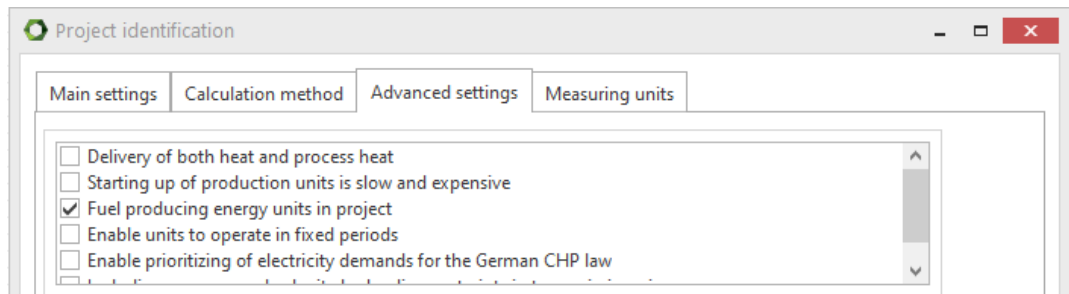 Project identification
Main settings Calculation method Advanced settings Measuring units
Delivery of both heat and process heat
Starting up of production units is slow and expensive
Fuel producing energy units in project
Enable units to operate in fixed periods
Enable prioritizing of electricity demands for the German CHP law